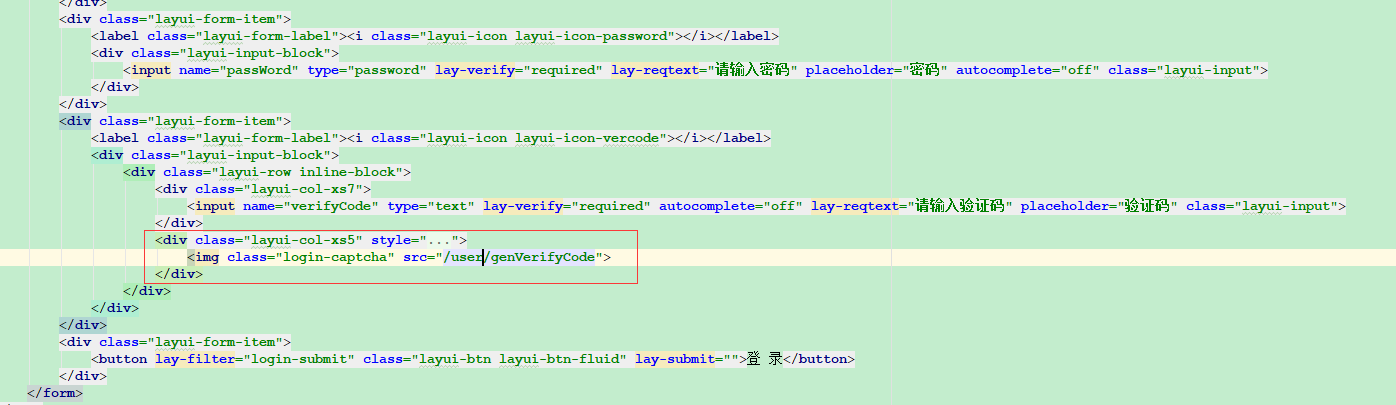 </div>
<div class="layui-form-item">
<label class="layui-form-label"><i class="layui-icon layui-icon-password"></i></label>
<div class="layui-input-block">
<input name="passWord" type="password" lay-verify="required" lay-reqtext="请输入密码" placeholder="密码" autocomplete="off" class="layui-input">
</div>
</div>
<div class="layui-form-item">
<label class="layui-form-label"><i class="layui-icon layui-icon-vercode"></i></label>
<div class="layui-input-block">
<div class="layui-row inline-block">
<div class="layui-col-xs7">
<input name="verifyCode" type="text" lay-verify="required" autocomplete="off" lay-reqtext="请输入验证码" placeholder="验证码" class="layui-input">
</div>
<div class="layui-col-xs5" style="...">
<img class="login-captcha" src="/user/genVerifyCode">
</div>
</div>
</div>
</div>
<div class="layui-form-item">
<button lay-filter="login-submit" class="layui-btn layui-btn-fluid" lay-submit="">登 录</button>
</div>
</form>